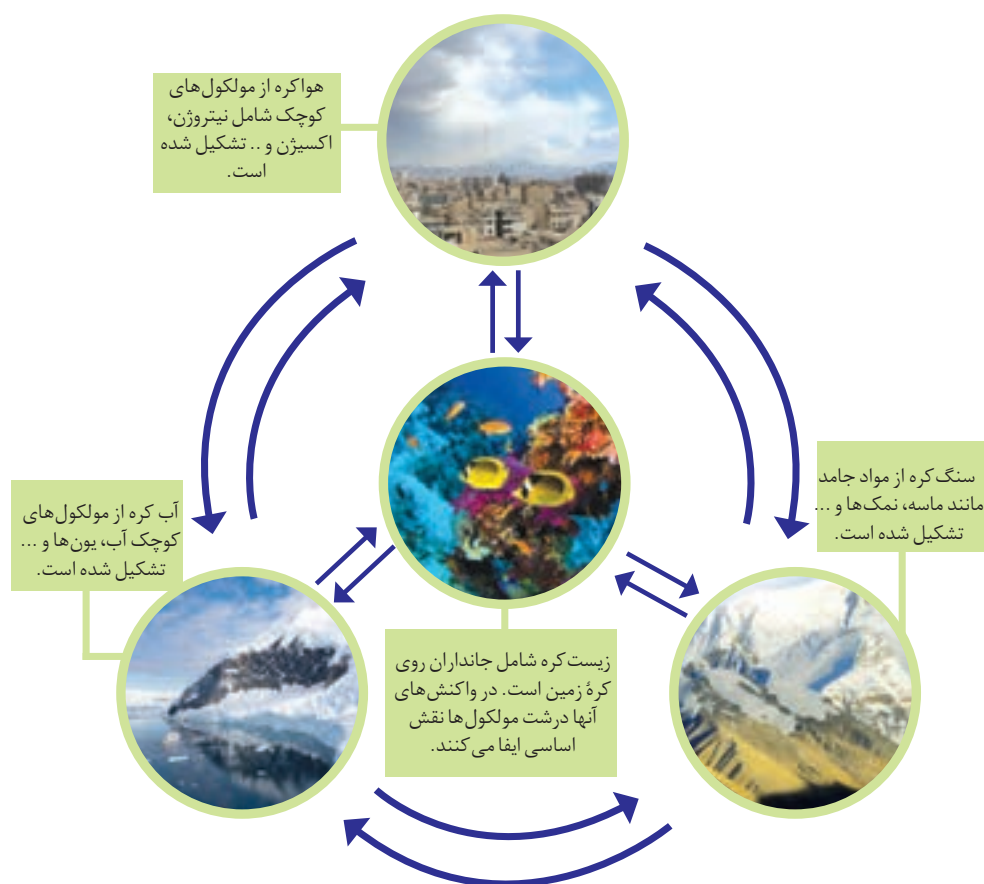 هواکره از مولکول‌های
کوچک شامل نیتروژن،
اکسیژن و .. تشکیل شده
است.
سنگ کره از مواد جامد
مانند ماسه، نمک‌ها و ...
تشکیل شده است.
آب کره از مولکول‌های
کوچک آب، یون‌ها و ...
تشکیل شده است.
زیست کره شامل جانداران روی
کرهٔ زمین است. در واکنش‌های
آنها درشت مولکول‌ها نقش
اساسی ایفا می‌کنند.